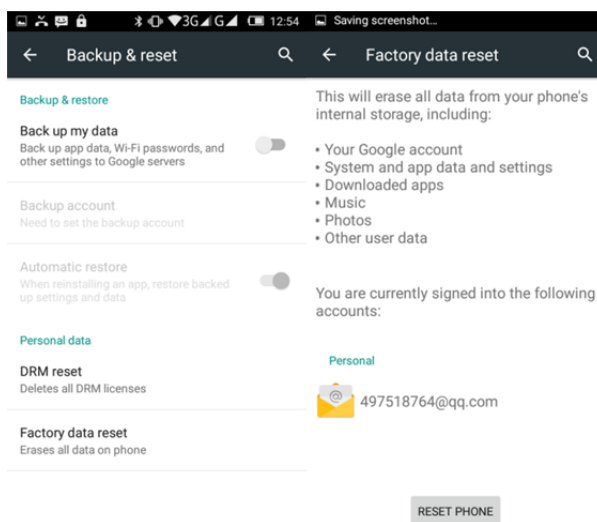 3G G 12:54
Backup & reset
Backup & restore
Back up my data
Back up app data, Wi-Fi passwords, and
other settings to Google servers
Backup account
Need to set the backup account
Automatic restore
When reinstalling an app, restore backed
up settings and data
Personal data
DRM reset
Deletes all DRM licenses
Factory data reset
Erases all data on phone
Saving screenshot...
Factory data reset
This will erase all data from your phone's
internal storage, including:
• Your Google account
• System and app data and settings
• Downloaded apps
• Music
• Photos
• Other user data
You are currently signed into the following
accounts:
Personal
@
497518764@qq.com
RESET PHONE